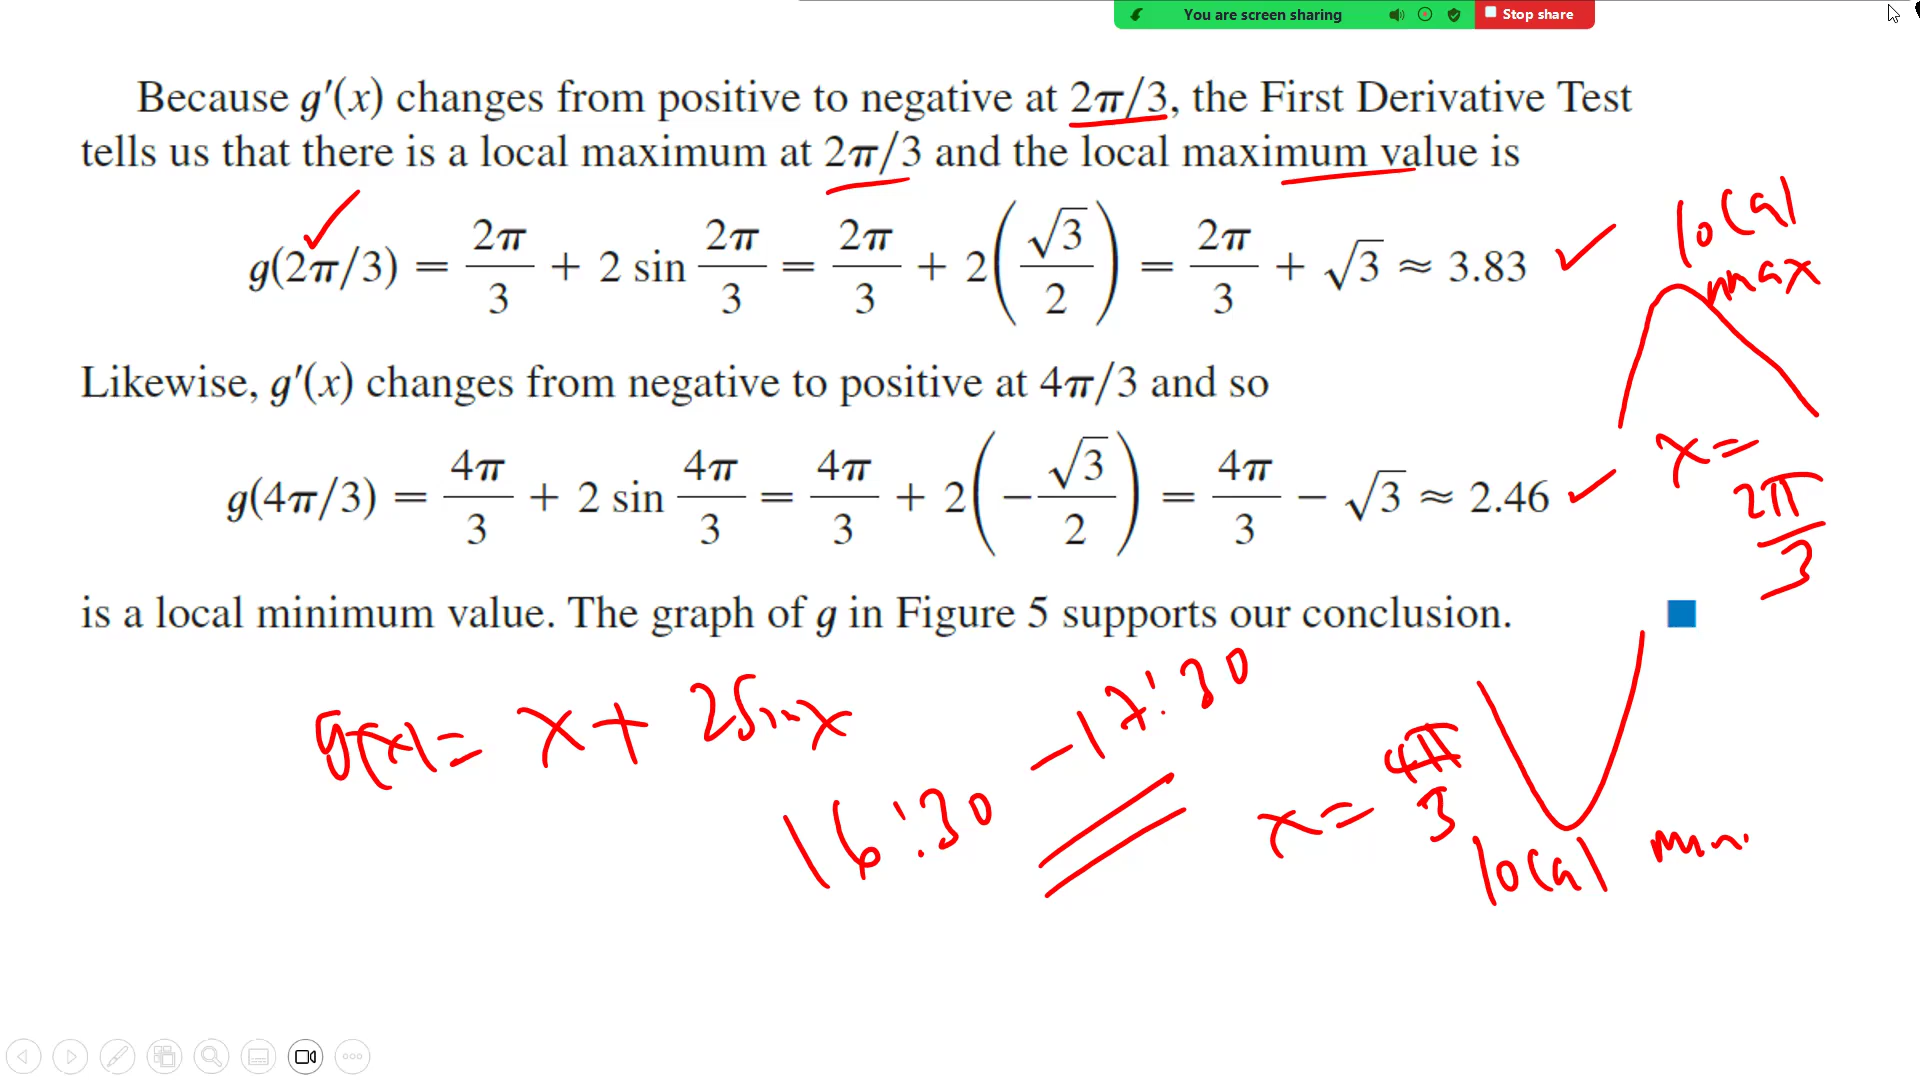 You are screen sharing
Stop share
Because g′(x) changes from positive to negative at 2π/3, the First Derivative Test
tells us that there is a local maximum at 2π/3 and the local maximum value is
g(2π/3) = 2π/3 + 2 sin 2π/3 = 2π/3 + 2(√3/2) = 2π/3 + √3 ≈ 3.83
local
max
Likewise, g′(x) changes from negative to positive at 4π/3 and so
g(4π/3) = 4π/3 + 2 sin 4π/3 = 4π/3 + 2(−√3/2) = 4π/3 − √3 ≈ 2.46
x =
2π/3
is a local minimum value. The graph of g in Figure 5 supports our conclusion.
g(x) = x + 2sinx
16:30 -17:30
x = 4π/3
local min